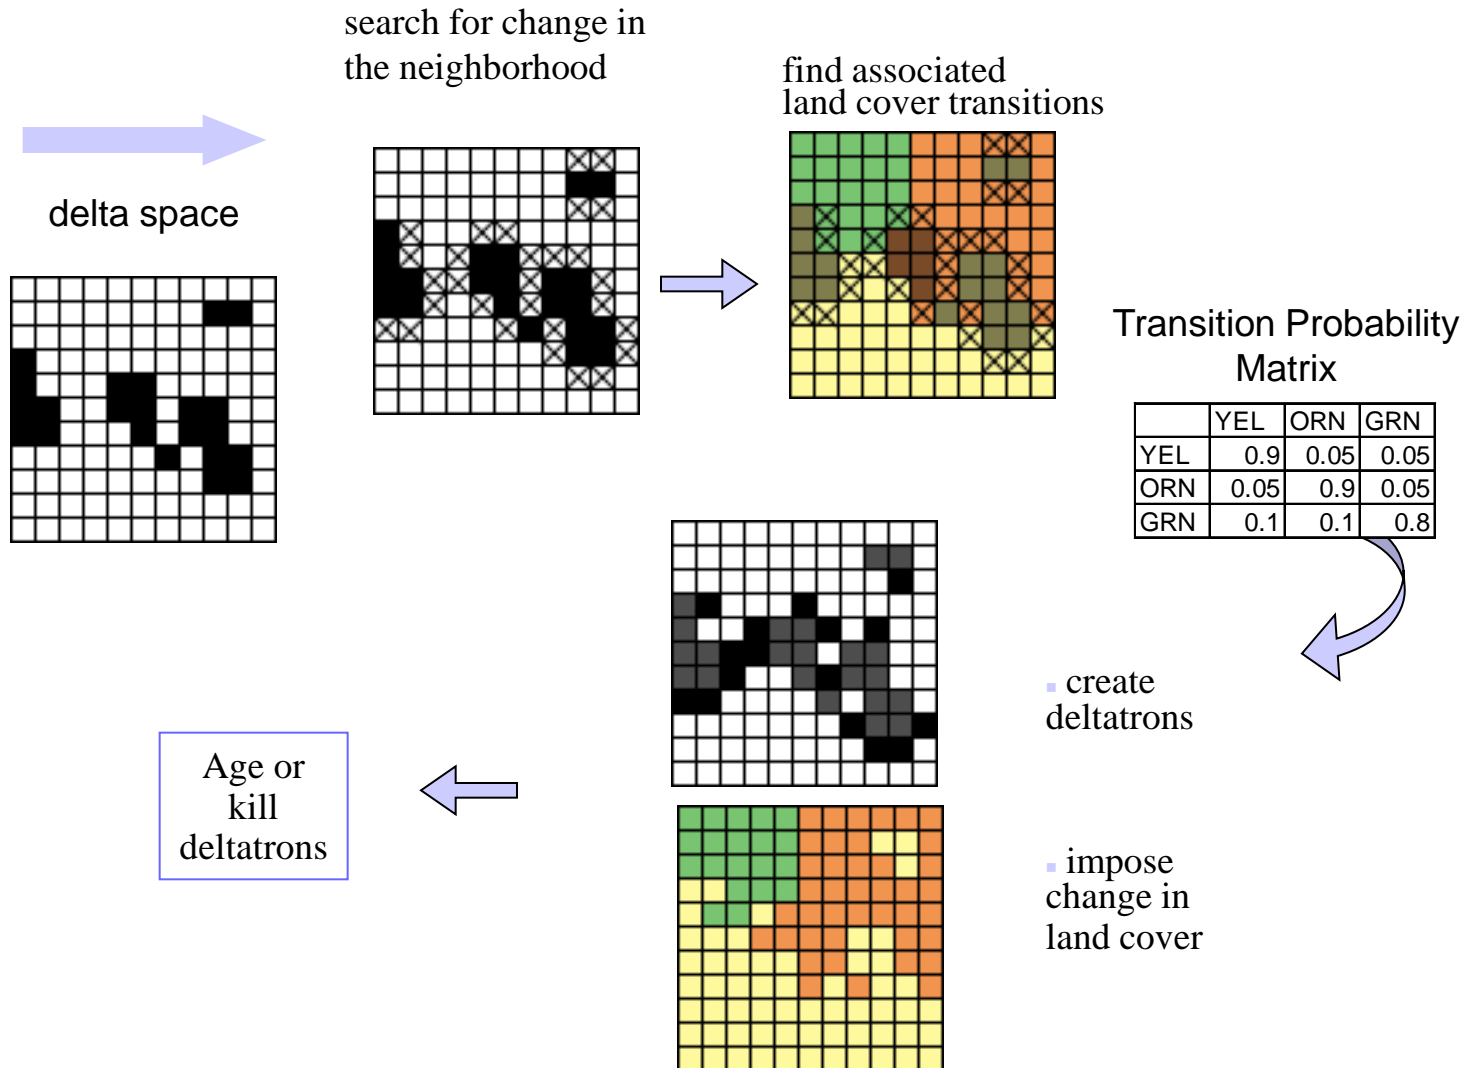 search for change in
the neighborhood
find associated
land cover transitions
delta space
Transition Probability
Matrix
YEL ORN GRN
YEL 0.9 0.05 0.05
ORN 0.05 0.9 0.05
GRN 0.1 0.1 0.8
create
deltatrons
Age or
kill
deltatrons
impose
change in
land cover